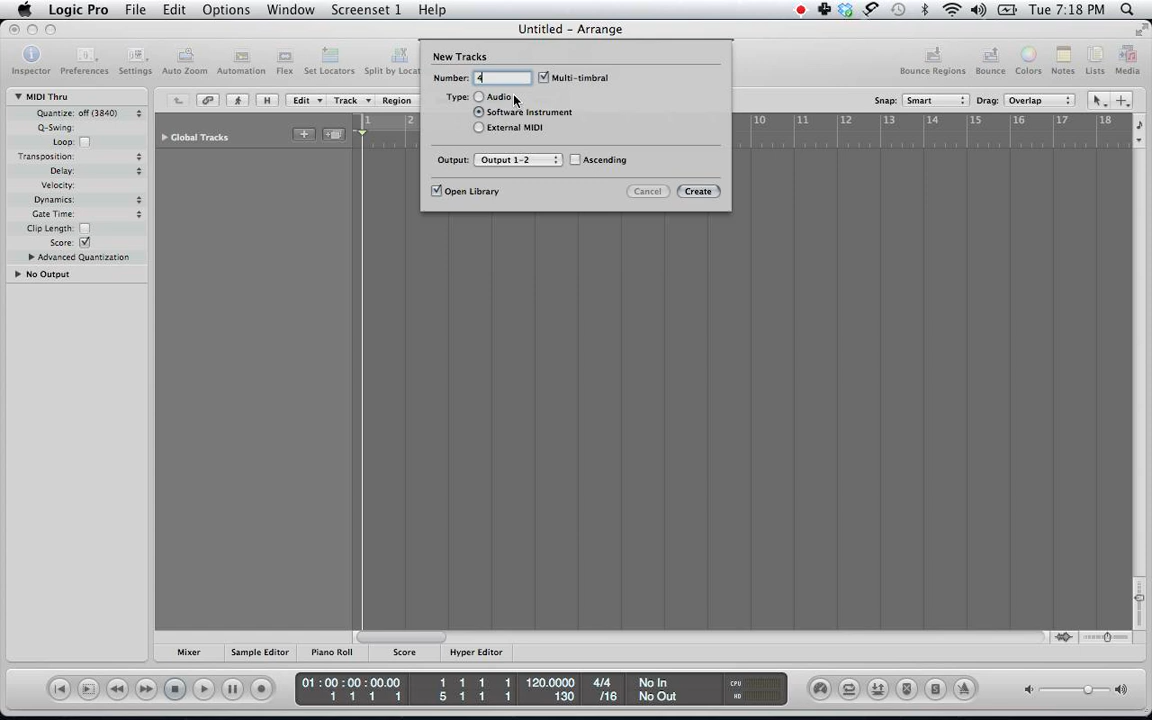 Logic Pro File Edit Options Window Screenset 1 Help Tue 7:18 PM
Untitled - Arrange
Inspector Preferences Settings Auto Zoom Automation Flex Set Locators Split by Locat Bounce Regions Bounce Colors Notes Lists Media
New Tracks
Number: 4 Multi-timbral
Type: Audio
Software Instrument
External MIDI
Output: Output 1-2 Ascending
Open Library Cancel Create
MIDI Thru
H Edit Track Region Snap: Smart Drag: Overlap
Quantize: off (3840)
Q-Swing:
Loop:
Transposition:
Delay:
Velocity:
Dynamics:
Gate Time:
Clip Length:
Score:
Advanced Quantization
No Output
1 2 10 11 12 13 14 15 16 17 18
Global Tracks
Mixer Sample Editor Piano Roll Score Hyper Editor
01:00:00:00.00 1 1 1 1 120.0000 4/4 No In CPU
1 1 1 1 5 1 1 1 130 /16 No Out HD
S